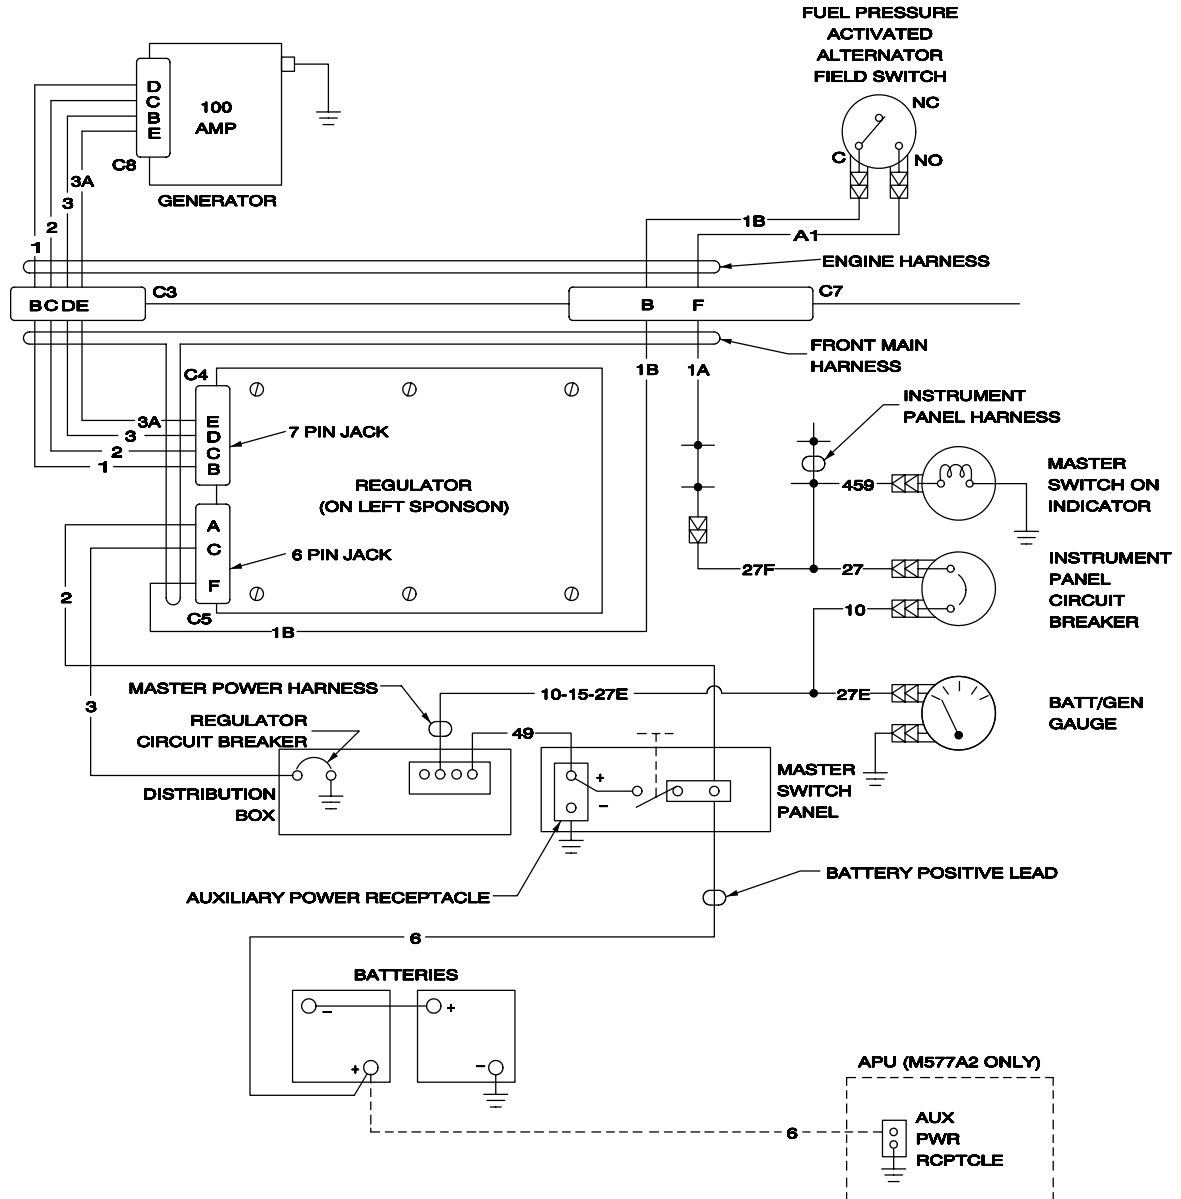 FUEL PRESSURE
ACTIVATED
ALTERNATOR
FIELD SWITCH
NC
C
NO
D
C
B
E
100
AMP
C8
GENERATOR
3A
3
2
1
1B
A1
ENGINE HARNESS
C3
B C D E
B
F
C7
FRONT MAIN
HARNESS
1B
1A
C4
3A
3
2
1
E
D
C
B
7 PIN JACK
REGULATOR
(ON LEFT SPONSON)
A
C
F
6 PIN JACK
C5
1B
INSTRUMENT
PANEL HARNESS
459
MASTER
SWITCH ON
INDICATOR
27F
27
10
INSTRUMENT
PANEL
CIRCUIT
BREAKER
2
3
MASTER POWER HARNESS
10-15-27E
27E
BATT/GEN
GAUGE
REGULATOR
CIRCUIT BREAKER
49
DISTRIBUTION
BOX
+
–
MASTER
SWITCH
PANEL
AUXILIARY POWER RECEPTACLE
BATTERY POSITIVE LEAD
6
BATTERIES
–
+
+
–
APU (M577A2 ONLY)
6
AUX
PWR
RCPTCLE